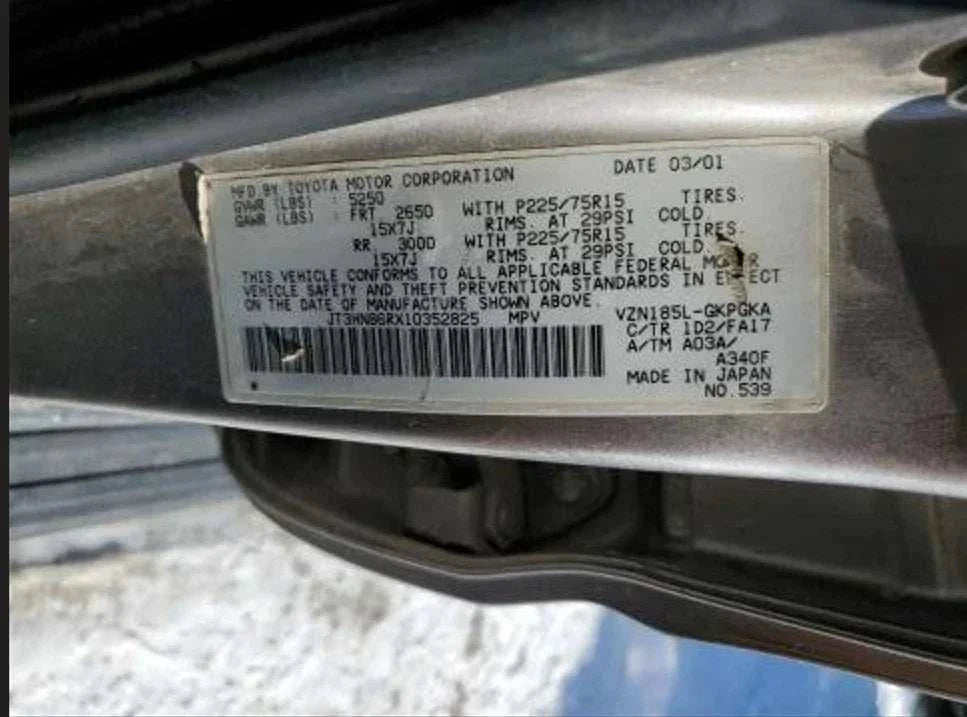 MFD.BY TOYOTA MOTOR CORPORATION DATE 03/01
GVWR (LBS) : 5250
GAWR (LBS) : FRT. 2650 WITH P225/75R15 TIRES.
15X7J RIMS. AT 29PSI COLD.
RR. 3000 WITH P225/75R15 TIRES.
15X7J RIMS. AT 29PSI COLD.
THIS VEHICLE CONFORMS TO ALL APPLICABLE FEDERAL MOTOR
VEHICLE SAFETY AND THEFT PREVENTION STANDARDS IN EFFECT
ON THE DATE OF MANUFACTURE SHOWN ABOVE.
JT3HN86RX10352825 MPV VZN185L-GKPGKA
C/TR 1D2/FA17
A/TM A03A/
A340F
MADE IN JAPAN
NO.539